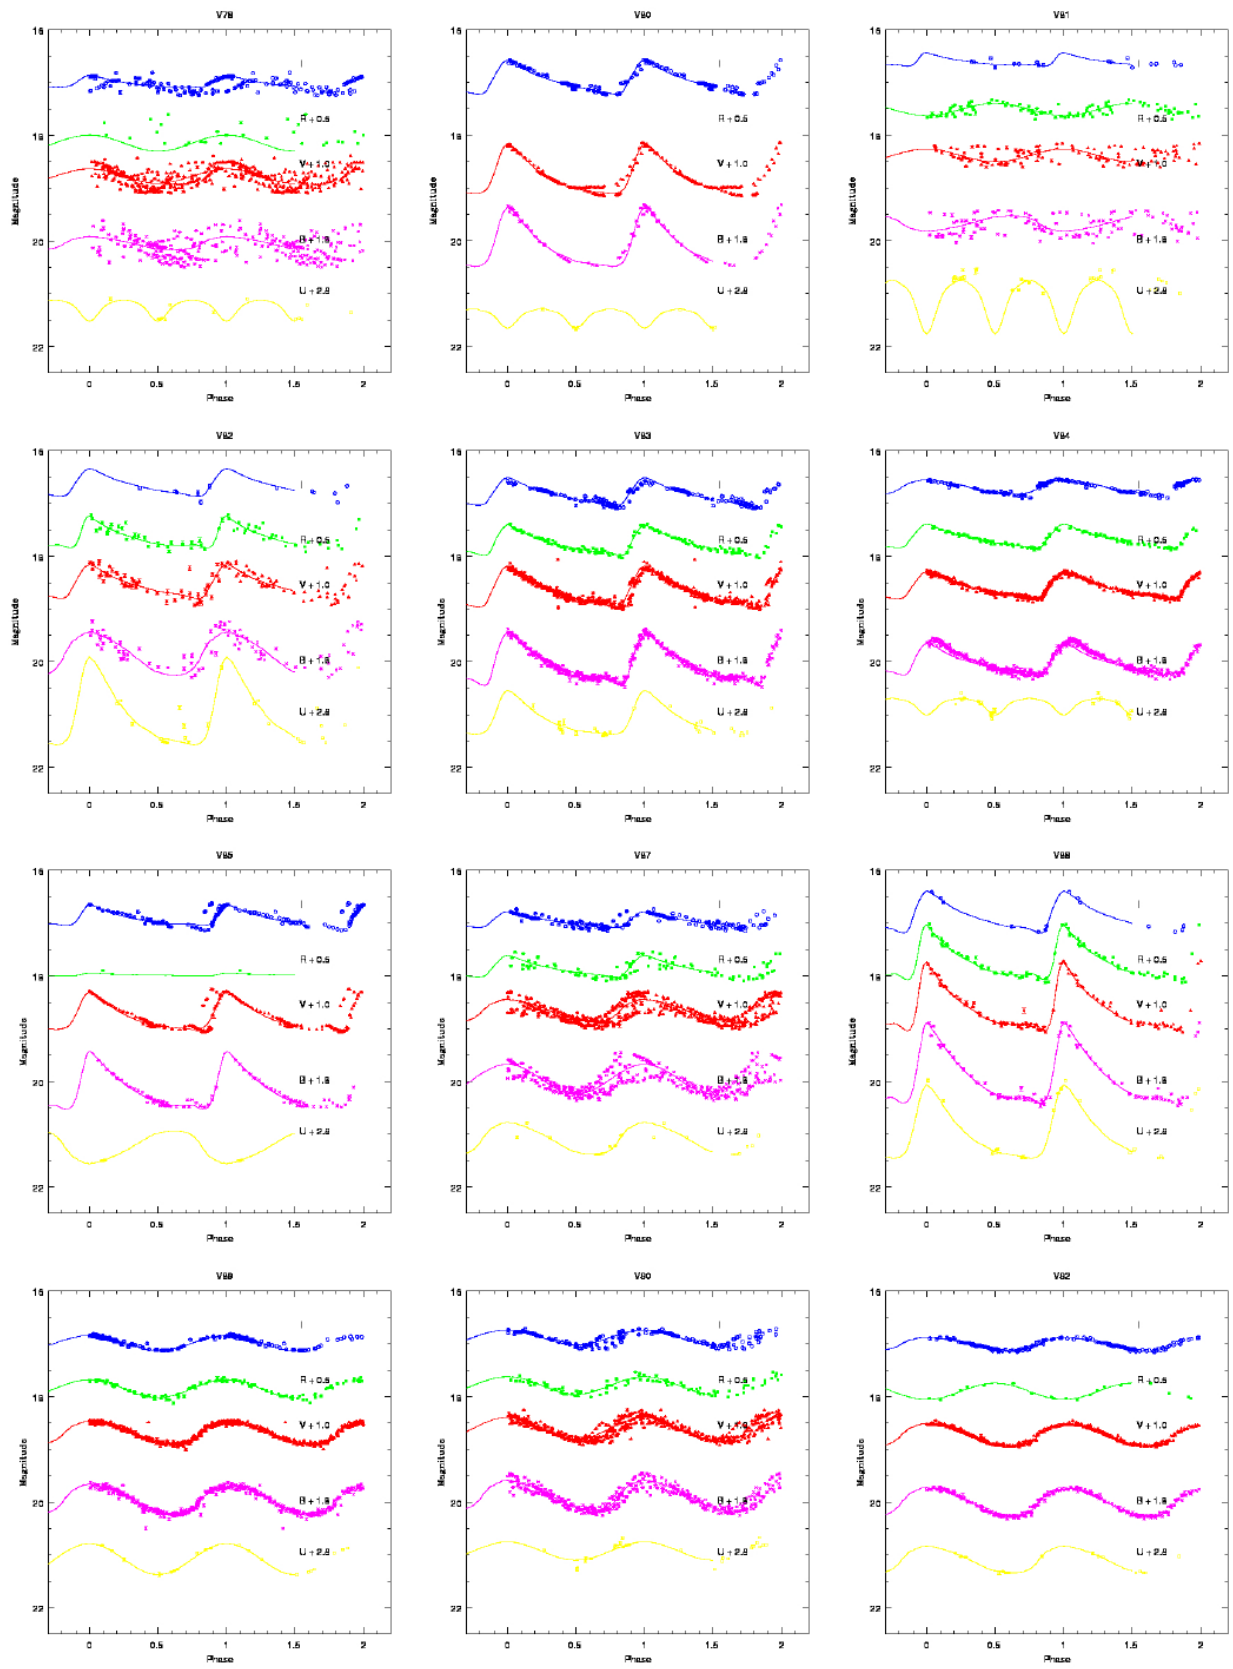 V79
16
I
18
R + 0.5
V + 1.0
20
B + 1.8
U + 2.8
22
Magnitude
0 0.5 1 1.5 2
Phase
V80
16
I
18
R + 0.5
V + 1.0
20
B + 1.8
U + 2.8
22
Magnitude
0 0.5 1 1.5 2
Phase
V81
16
I
18
R + 0.5
V + 1.0
20
B + 1.8
U + 2.8
22
Magnitude
0 0.5 1 1.5 2
Phase
V82
16
I
18
R + 0.5
V + 1.0
20
B + 1.8
U + 2.8
22
Magnitude
0 0.5 1 1.5 2
Phase
V83
16
I
18
R + 0.5
V + 1.0
20
B + 1.8
U + 2.8
22
Magnitude
0 0.5 1 1.5 2
Phase
V84
16
I
18
R + 0.5
V + 1.0
20
B + 1.8
U + 2.8
22
Magnitude
0 0.5 1 1.5 2
Phase
V85
16
I
18
R + 0.5
V + 1.0
20
B + 1.8
U + 2.8
22
Magnitude
0 0.5 1 1.5 2
Phase
V87
16
I
18
R + 0.5
V + 1.0
20
B + 1.8
U + 2.8
22
Magnitude
0 0.5 1 1.5 2
Phase
V88
16
I
18
R + 0.5
V + 1.0
20
B + 1.8
U + 2.8
22
Magnitude
0 0.5 1 1.5 2
Phase
V89
16
I
18
R + 0.5
V + 1.0
20
B + 1.8
U + 2.8
22
Magnitude
0 0.5 1 1.5 2
Phase
V90
16
I
18
R + 0.5
V + 1.0
20
B + 1.8
U + 2.8
22
Magnitude
0 0.5 1 1.5 2
Phase
V92
16
I
18
R + 0.5
V + 1.0
20
B + 1.8
U + 2.8
22
Magnitude
0 0.5 1 1.5 2
Phase